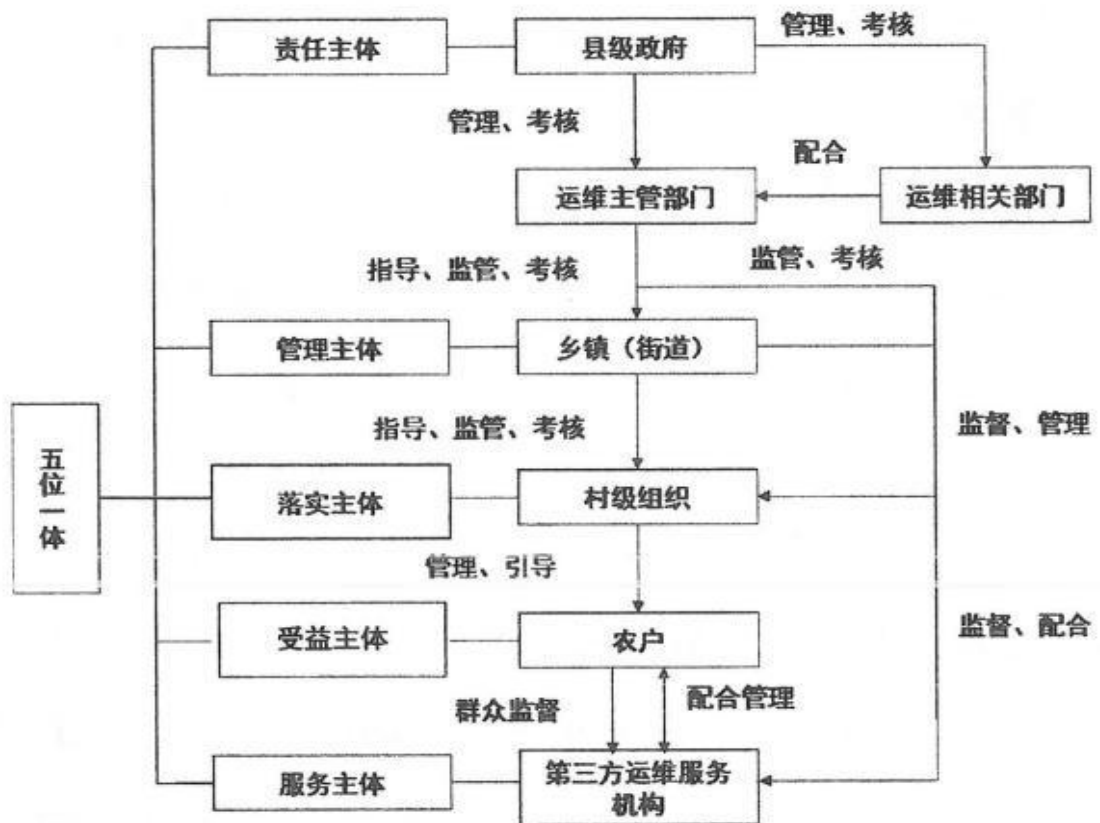 责任主体
县级政府
管理、考核
管理、考核
配合
运维主管部门
运维相关部门
指导、监管、考核
监管、考核
管理主体
乡镇（街道）
指导、监管、考核
监督、管理
五位一体
落实主体
村级组织
管理、引导
受益主体
农户
监督、配合
群众监督
配合管理
服务主体
第三方运维服务
机构